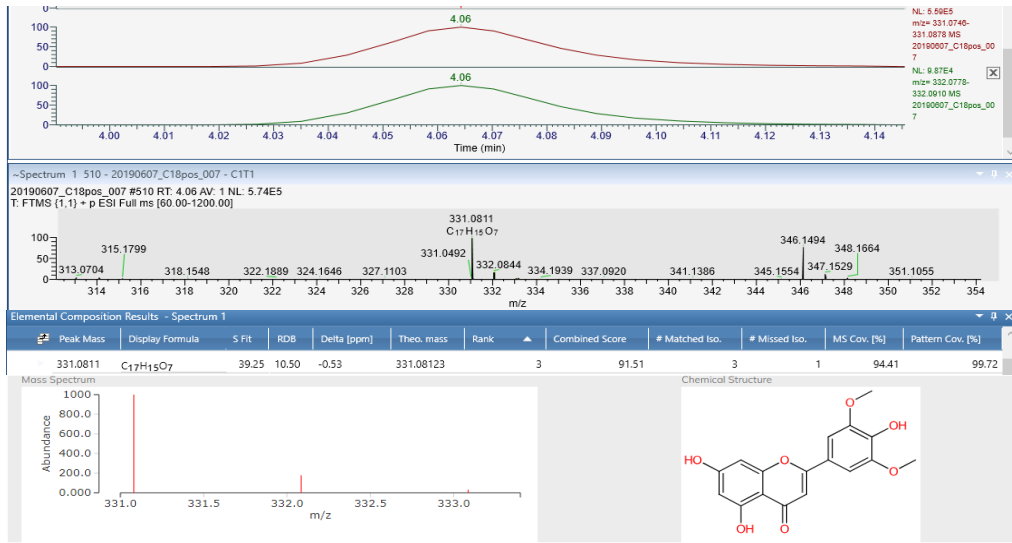 0
4.06
100
50
0
NL: 5.59E5
m/z= 331.0746-
331.0878 MS
20190607_C18pos_00
7
4.06
100
50
0
NL: 9.87E4
m/z= 332.0778-
332.0910 MS
20190607_C18pos_00
7
4.00 4.01 4.02 4.03 4.04 4.05 4.06 4.07 4.08 4.09 4.10 4.11 4.12 4.13 4.14
Time (min)
~Spectrum 1 510 - 20190607_C18pos_007 - C1T1
20190607_C18pos_007 #510 RT: 4.06 AV: 1 NL: 5.74E5
T: FTMS {1,1} + p ESI Full ms [60.00-1200.00]
331.0811
C17H15O7
100
50
0
313.0704 315.1799 318.1548 322.1889 324.1646 327.1103 331.0492 332.0844 334.1939 337.0920 341.1386 345.1554 346.1494 347.1529 348.1664 351.1055
314 316 318 320 322 324 326 328 330 332 334 336 338 340 342 344 346 348 350 352 354
m/z
Elemental Composition Results - Spectrum 1
Peak Mass Display Formula S Fit RDB Delta [ppm] Theo. mass Rank Combined Score # Matched Iso. # Missed Iso. MS Cov. [%] Pattern Cov. [%]
331.0811 C17H15O7 39.25 10.50 -0.53 331.08123 3 91.51 3 1 94.41 99.72
Mass Spectrum
1000
800.0
600.0
400.0
200.0
0.000
Abundance
331.0 331.5 332.0 332.5 333.0
m/z
Chemical Structure
O
OH
HO
O
O
OH
O